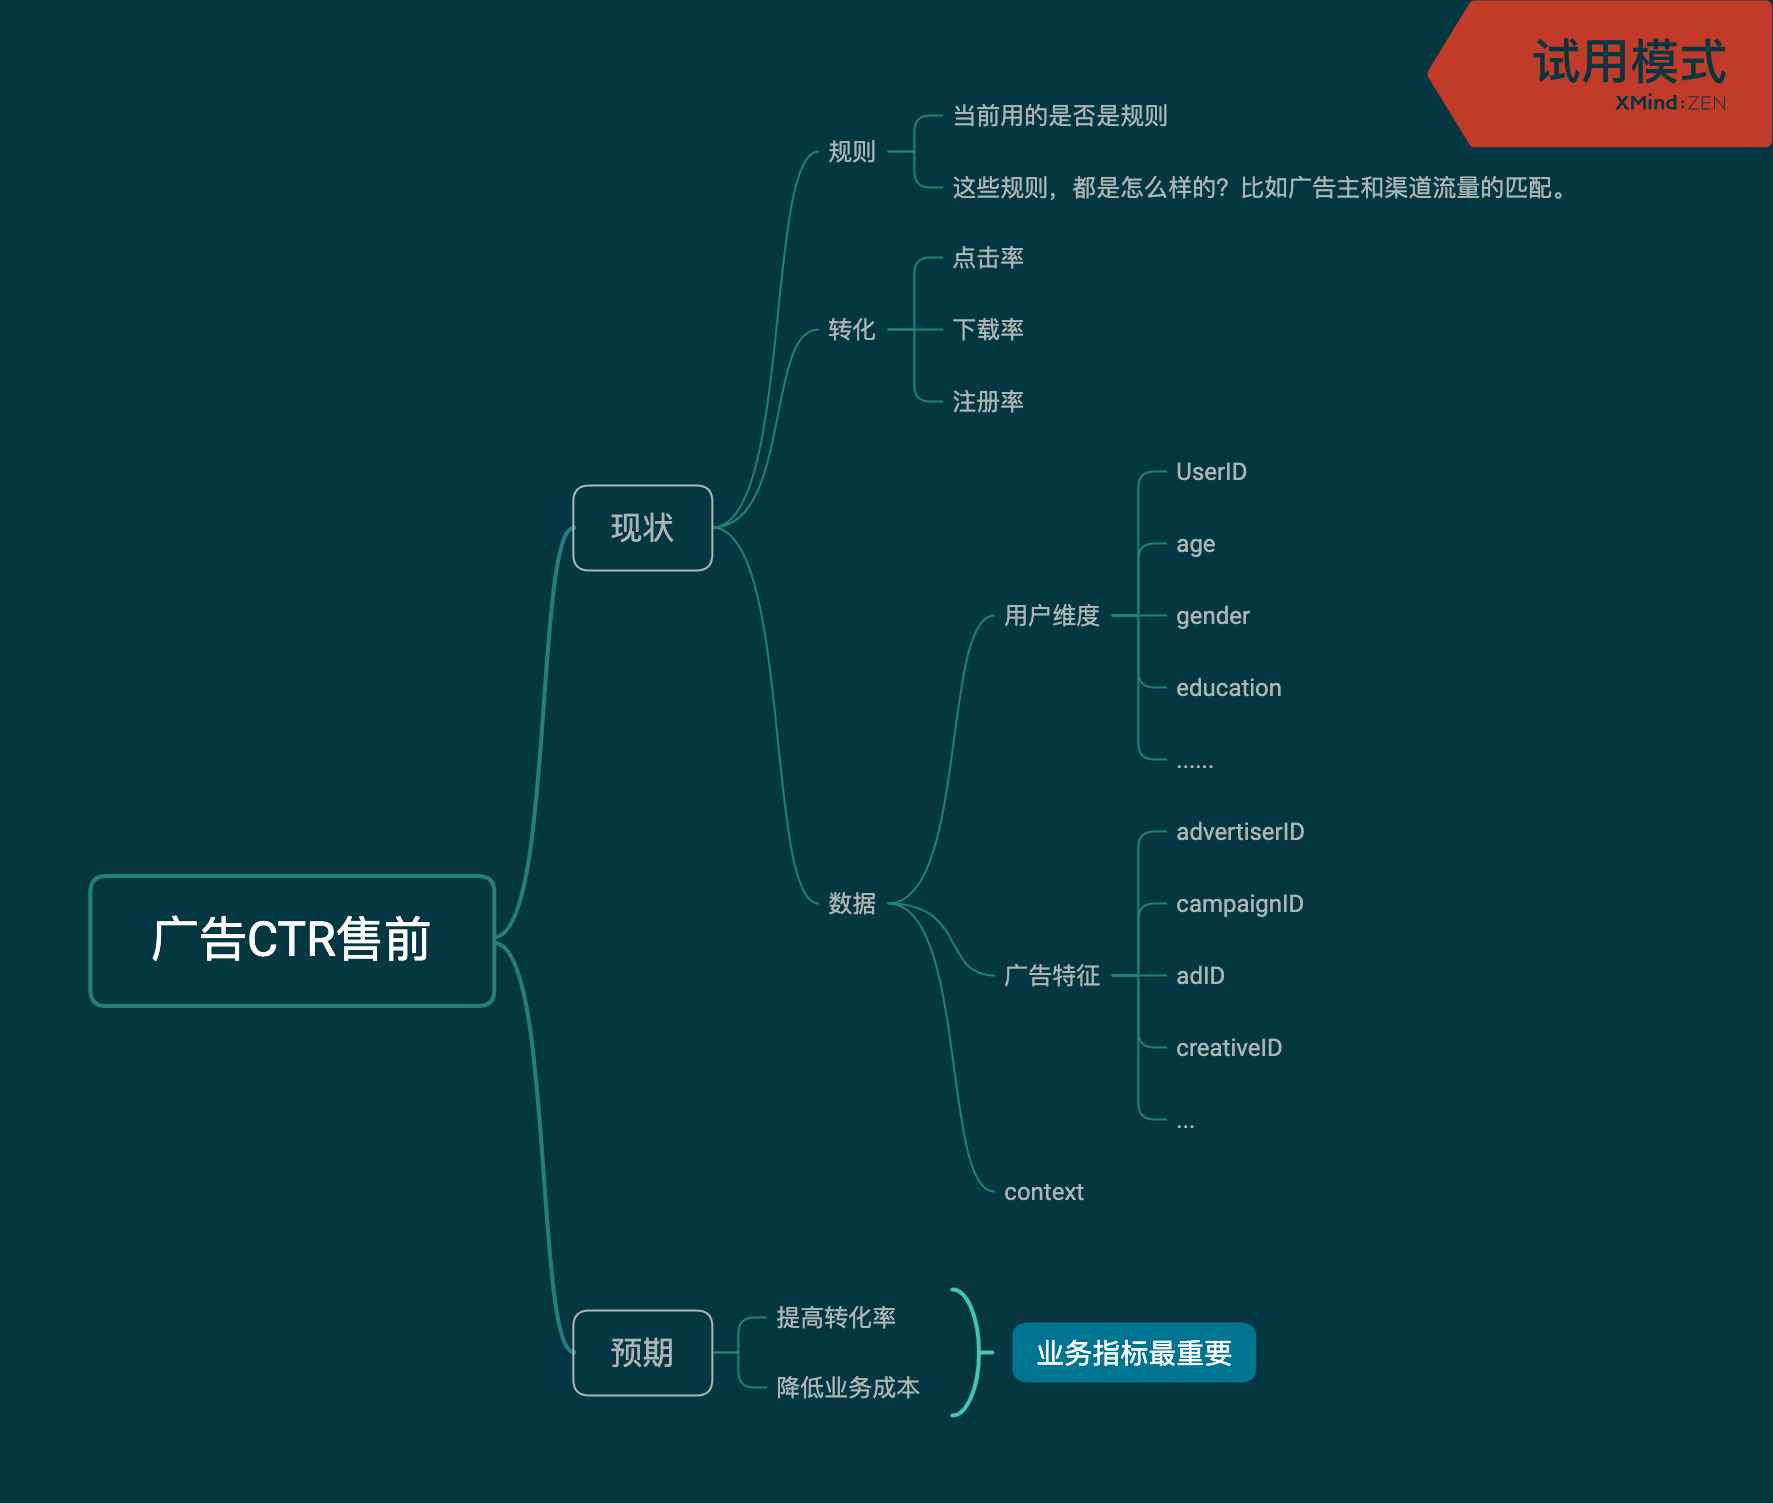 试用模式
XMind:ZEN
广告CTR售前
现状
规则
当前用的是否是规则
这些规则，都是怎么样的？比如广告主和渠道流量的匹配。
转化
点击率
下载率
注册率
数据
用户维度
UserID
age
gender
education
......
广告特征
advertiserID
campaignID
adID
creativeID
...
context
预期
提高转化率
降低业务成本
业务指标最重要